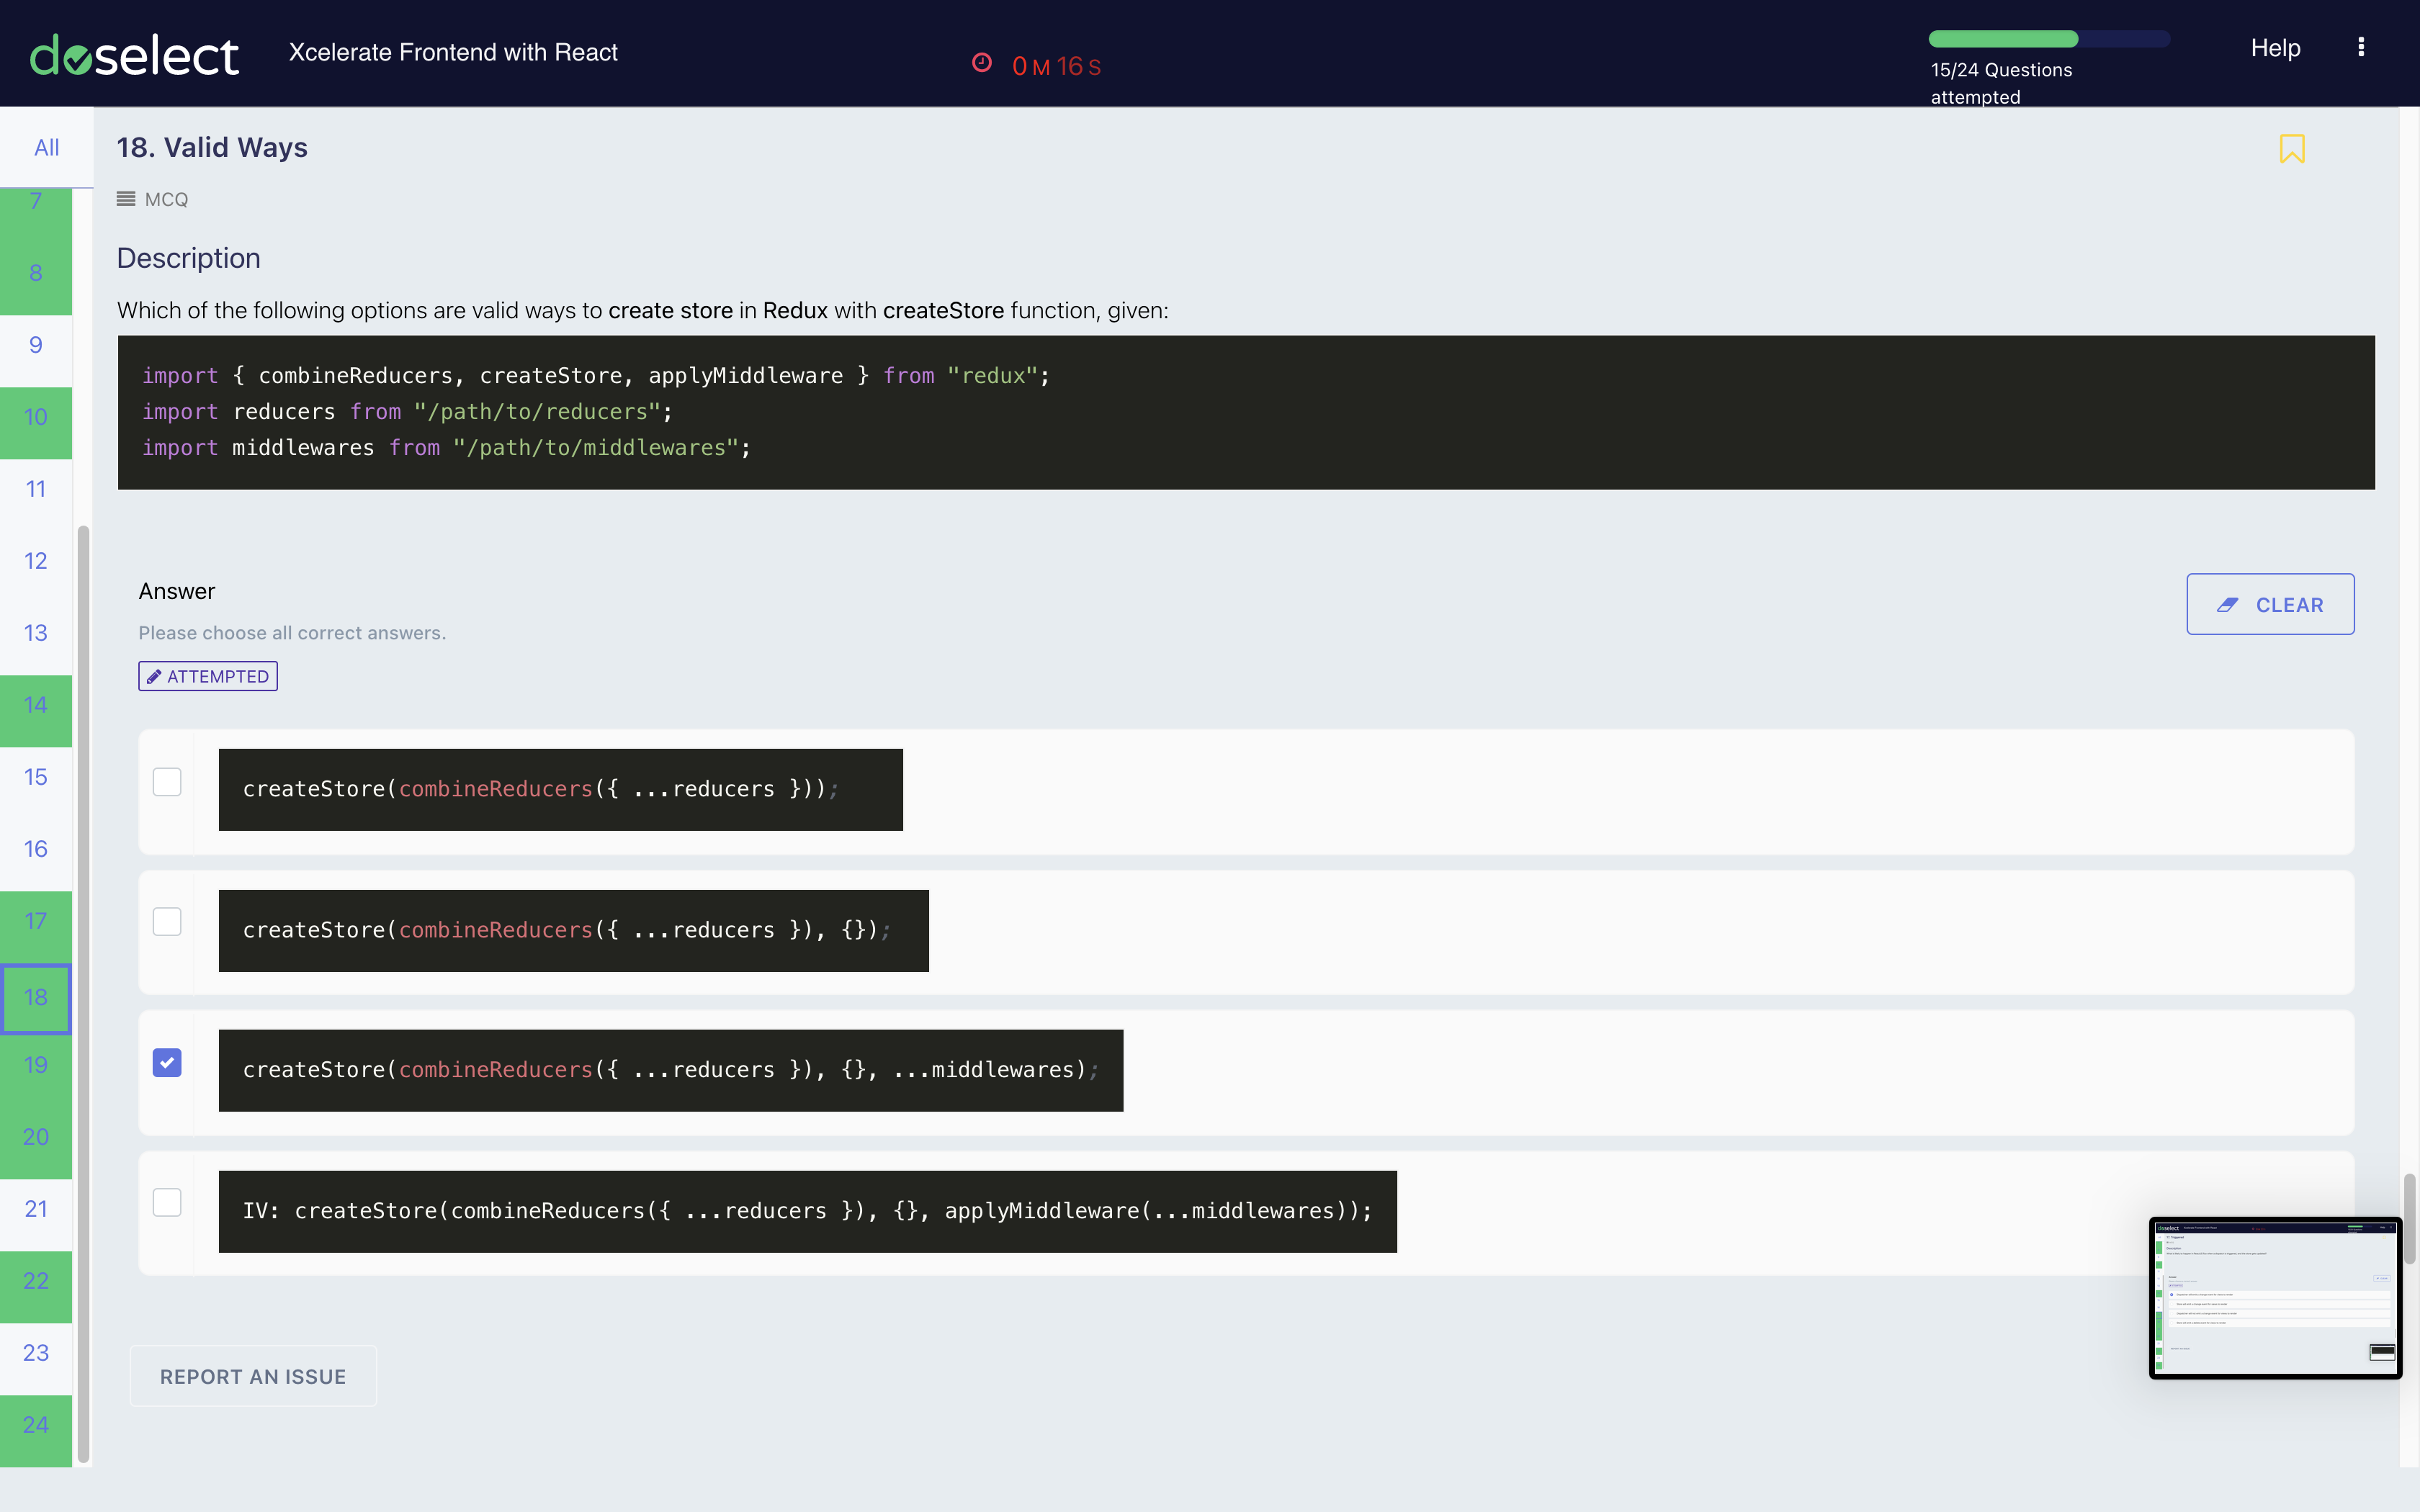 doselect
Xcelerate Frontend with React
0 M 16 S
15/24 Questions
attempted
Help
All
7
8
9
10
11
12
13
14
15
16
17
18
19
20
21
22
23
24
18. Valid Ways
MCQ
Description
Which of the following options are valid ways to create store in Redux with createStore function, given:
import { combineReducers, createStore, applyMiddleware } from "redux";
import reducers from "/path/to/reducers";
import middlewares from "/path/to/middlewares";
Answer
CLEAR
Please choose all correct answers.
ATTEMPTED
createStore(combineReducers({ ...reducers }));
createStore(combineReducers({ ...reducers }), {});
createStore(combineReducers({ ...reducers }), {}, ...middlewares);
IV: createStore(combineReducers({ ...reducers }), {}, applyMiddleware(...middlewares));
REPORT AN ISSUE